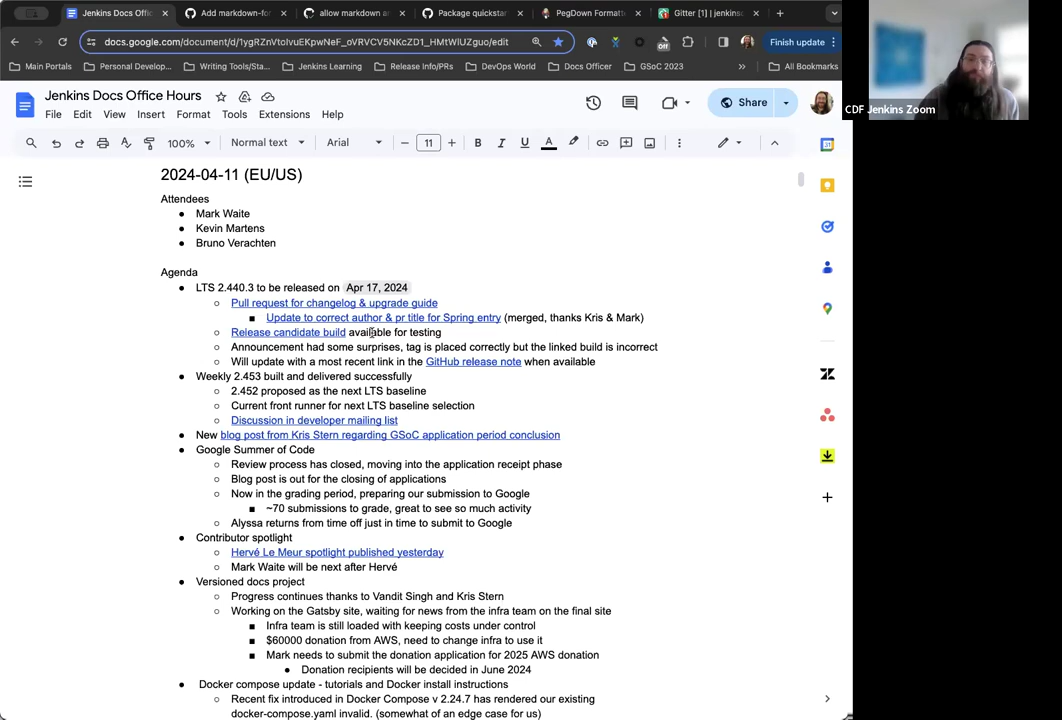 Jenkins Docs Offic
Add markdown-for
allow markdown a
Package quickstar
PegDown Formatt
Gitter [1] | jenkins
docs.google.com/document/d/1ygRZnVtoIvuEKpwNeF_oVRVCV5NKcZD1_HMtWlUZguo/edit
Off
Finish update
Main Portals
Personal Develop...
Writing Tools/Sta...
Jenkins Learning
Release Info/PRs
DevOps World
Docs Officer
GSoC 2023
»
All Bookmarks
CDF Jenkins Zoom
Jenkins Docs Office Hours
File Edit View Insert Format Tools Extensions Help
Share
100% Normal text Arial − 11 + B I U A
2024-04-11 (EU/US)
Attendees
● Mark Waite
● Kevin Martens
● Bruno Verachten
Agenda
● LTS 2.440.3 to be released on Apr 17, 2024
○ Pull request for changelog & upgrade guide
■ Update to correct author & pr title for Spring entry (merged, thanks Kris & Mark)
○ Release candidate build available for testing
○ Announcement had some surprises, tag is placed correctly but the linked build is incorrect
○ Will update with a most recent link in the GitHub release note when available
● Weekly 2.453 built and delivered successfully
○ 2.452 proposed as the next LTS baseline
○ Current front runner for next LTS baseline selection
○ Discussion in developer mailing list
● New blog post from Kris Stern regarding GSoC application period conclusion
● Google Summer of Code
○ Review process has closed, moving into the application receipt phase
○ Blog post is out for the closing of applications
○ Now in the grading period, preparing our submission to Google
■ ~70 submissions to grade, great to see so much activity
○ Alyssa returns from time off just in time to submit to Google
● Contributor spotlight
○ Hervé Le Meur spotlight published yesterday
○ Mark Waite will be next after Hervé
● Versioned docs project
○ Progress continues thanks to Vandit Singh and Kris Stern
○ Working on the Gatsby site, waiting for news from the infra team on the final site
■ Infra team is still loaded with keeping costs under control
■ $60000 donation from AWS, need to change infra to use it
■ Mark needs to submit the donation application for 2025 AWS donation
● Donation recipients will be decided in June 2024
● Docker compose update - tutorials and Docker install instructions
○ Recent fix introduced in Docker Compose v 2.24.7 has rendered our existing
docker-compose.yaml invalid. (somewhat of an edge case for us)